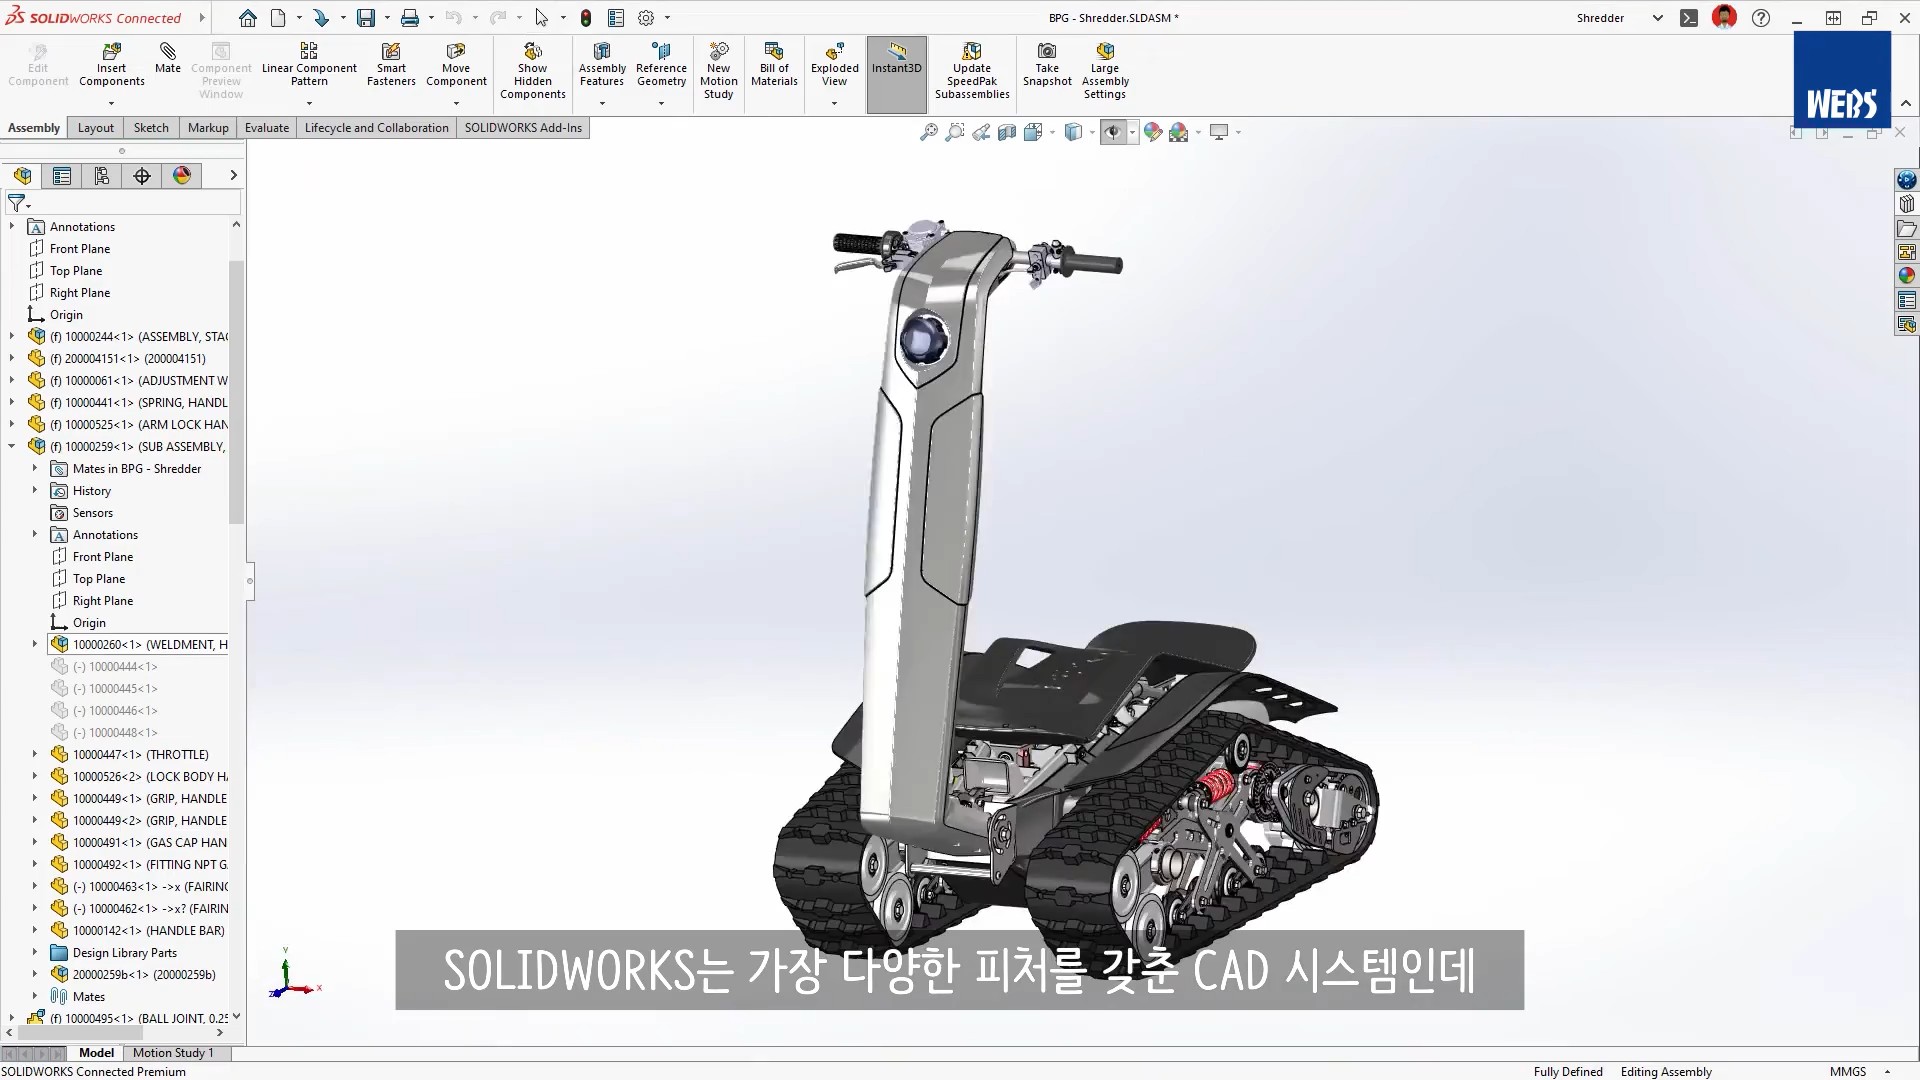 SOLIDWORKS Connected
BPG - Shredder.SLDASM *
Shredder
Edit Component
Insert Components
Mate
Component Preview Window
Linear Component Pattern
Smart Fasteners
Move Component
Show Hidden Components
Assembly Features
Reference Geometry
New Motion Study
Bill of Materials
Exploded View
Instant3D
Update SpeedPak Subassemblies
Take Snapshot
Large Assembly Settings
WEBS
Assembly
Layout
Sketch
Markup
Evaluate
Lifecycle and Collaboration
SOLIDWORKS Add-Ins
Annotations
Front Plane
Top Plane
Right Plane
Origin
(f) 10000244<1> (ASSEMBLY, STAC
(f) 200004151<1> (200004151)
(f) 10000061<1> (ADJUSTMENT W
(f) 10000441<1> (SPRING, HANDL
(f) 10000525<1> (ARM LOCK HAN
(f) 10000259<1> (SUB ASSEMBLY,
Mates in BPG - Shredder
History
Sensors
Annotations
Front Plane
Top Plane
Right Plane
Origin
10000260<1> (WELDMENT, H
(-) 10000444<1>
(-) 10000445<1>
(-) 10000446<1>
(-) 10000448<1>
10000447<1> (THROTTLE)
10000526<2> (LOCK BODY HA
10000449<1> (GRIP, HANDLE
10000449<2> (GRIP, HANDLE
10000491<1> (GAS CAP HAN
10000492<1> (FITTING NPT G
(-) 10000463<1> ->x (FAIRING
(-) 10000462<1> ->x? (FAIRIN
10000142<1> (HANDLE BAR)
Design Library Parts
20000259b<1> (20000259b)
Mates
(f) 10000495<1> (BALL JOINT, 0.25
Y
X
Z
SOLIDWORKS는 가장 다양한 피처를 갖춘 CAD 시스템인데
Model
Motion Study 1
SOLIDWORKS Connected Premium
Fully Defined
Editing Assembly
MMGS